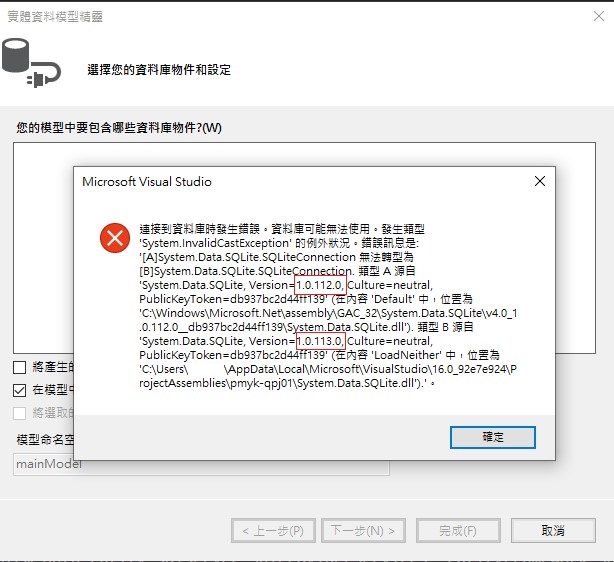 實體資料模型精靈
選擇您的資料庫物件和設定
您的模型中要包含哪些資料庫物件?(W)
Microsoft Visual Studio
連接到資料庫時發生錯誤。資料庫可能無法使用。發生類型
'System.InvalidCastException' 的例外狀況。錯誤訊息是:
'[A]System.Data.SQLite.SQLiteConnection 無法轉型為
[B]System.Data.SQLite.SQLiteConnection. 類型 A 源自
'System.Data.SQLite, Version=1.0.112.0, Culture=neutral,
PublicKeyToken=db937bc2d44ff139' (在內容 'Default' 中，位置為
'C:\Windows\Microsoft.Net\assembly\GAC_32\System.Data.SQLite\v4.0_1
.0.112.0__db937bc2d44ff139\System.Data.SQLite.dll'). 類型 B 源自
'System.Data.SQLite, Version=1.0.113.0, Culture=neutral,
PublicKeyToken=db937bc2d44ff139' (在內容 'LoadNeither' 中，位置為
'C:\Users\ \AppData\Local\Microsoft\VisualStudio\16.0_92e7e924\P
rojectAssemblies\pmyk-qpj01\System.Data.SQLite.dll').'。
確定
將產生的
在模型中
將選取的
模型命名空
mainModel
< 上一步(P)
下一步(N) >
完成(F)
取消